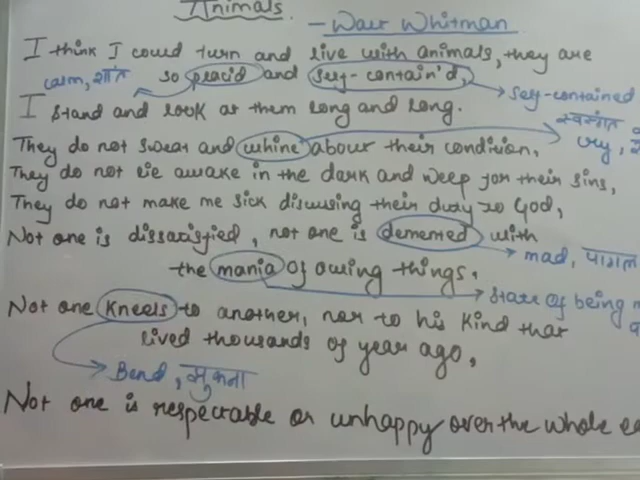 Animals.
- Walt Whitman
I think I could turn and live with animals, they are
calm, शांत so placid and self-contain'd,
self-contained
I stand and look at them long and long.
They do not sweat and whine about their condition,
cry,
They do not lie awake in the dark and weep for their sins,
They do not make me sick discusing their duty to God,
Not one is dissatisfied, not one is demented with
mad, पागल
the mania of owing things,
state of being
Not one kneels to another, nor to his kind that
lived thousands of year ago,
Bend, झुकना
Not one is respectable or unhappy over the whole